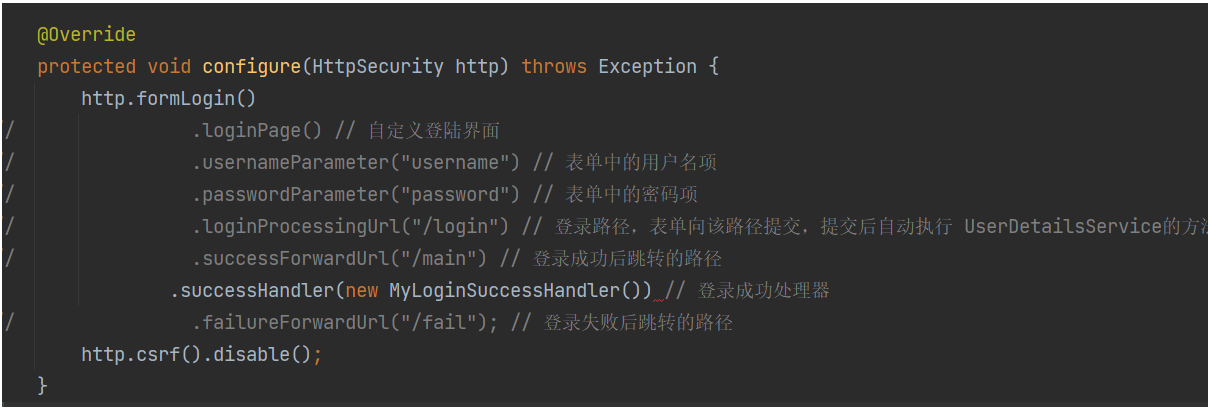 @Override
protected void configure(HttpSecurity http) throws Exception {
http.formLogin()
/ .loginPage() // 自定义登陆界面
/ .usernameParameter("username") // 表单中的用户名项
/ .passwordParameter("password") // 表单中的密码项
/ .loginProcessingUrl("/login") // 登录路径，表单向该路径提交，提交后自动执行 UserDetailsService的方法
/ .successForwardUrl("/main") // 登录成功后跳转的路径
.successHandler(new MyLoginSuccessHandler()) // 登录成功处理器
/ .failureForwardUrl("/fail"); // 登录失败后跳转的路径
http.csrf().disable();
}